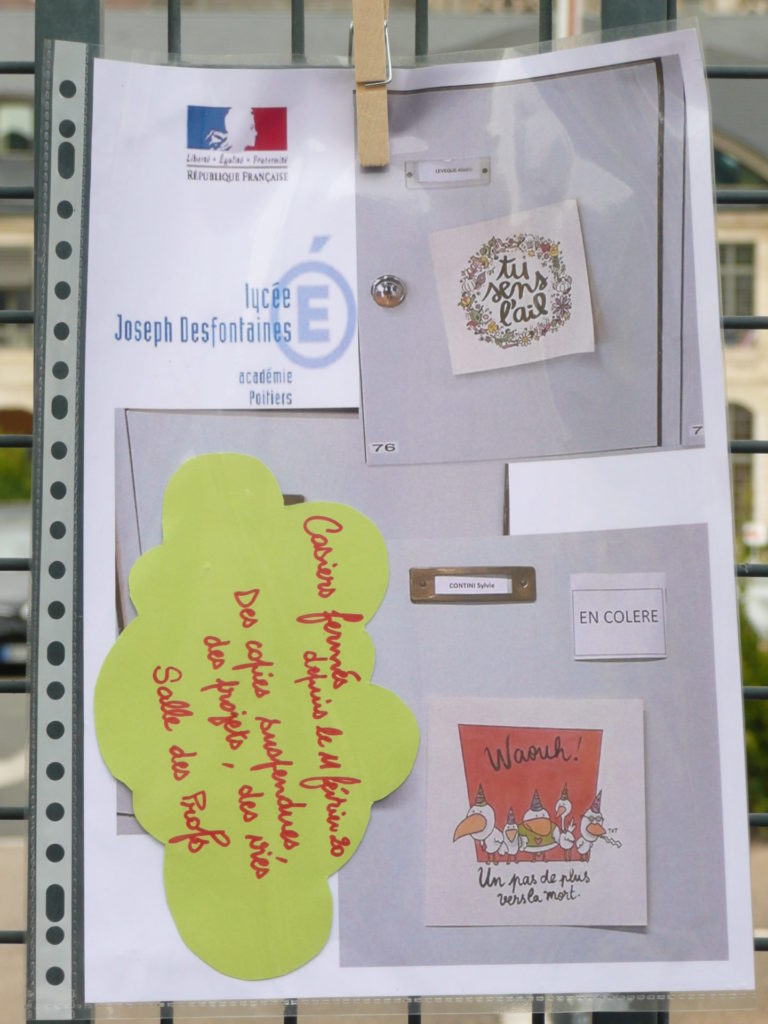 Liberté • Égalité • Fraternité
RÉPUBLIQUE FRANÇAISE
lycée
Joseph Desfontaines
académie
Poitiers
É
LEVEQUE
tu
sens
l'ail
76
7
Casiers fermés
depuis le 11 février 20
Des copies suspendues,
des projets, des vies
Salle des Profs
CONTINI Sylvie
EN COLERE
Waouh!
Un pas de plus
vers la mort.